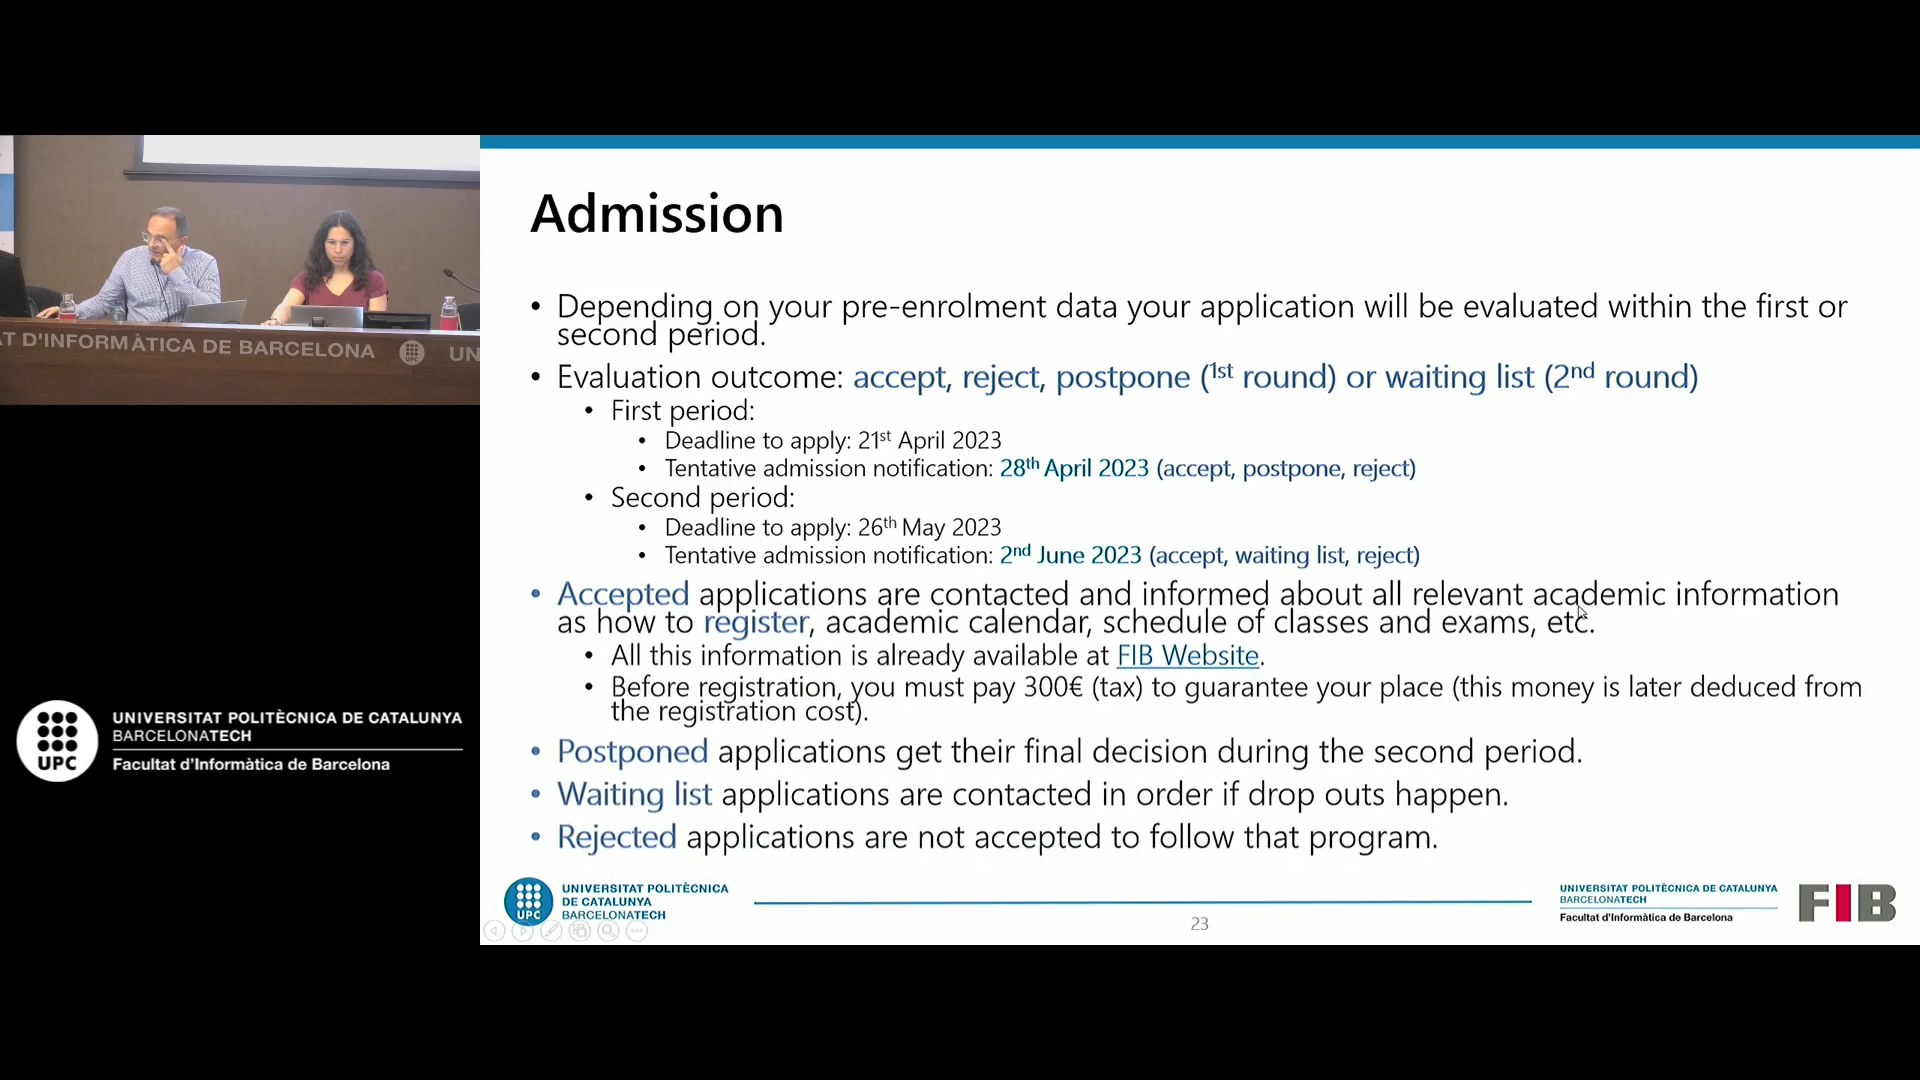 Admission
• Depending on your pre-enrolment data your application will be evaluated within the first or
second period.
• Evaluation outcome: accept, reject, postpone (1st round) or waiting list (2nd round)
• First period:
• Deadline to apply: 21st April 2023
• Tentative admission notification: 28th April 2023 (accept, postpone, reject)
• Second period:
• Deadline to apply: 26th May 2023
• Tentative admission notification: 2nd June 2023 (accept, waiting list, reject)
• Accepted applications are contacted and informed about all relevant academic information
as how to register, academic calendar, schedule of classes and exams, etc.
• All this information is already available at FIB Website.
• Before registration, you must pay 300€ (tax) to guarantee your place (this money is later deduced from
the registration cost).
• Postponed applications get their final decision during the second period.
• Waiting list applications are contacted in order if drop outs happen.
• Rejected applications are not accepted to follow that program.
UPC
UNIVERSITAT POLITÈCNICA
DE CATALUNYA
BARCELONATECH
23
UNIVERSITAT POLITÈCNICA DE CATALUNYA
BARCELONATECH
Facultat d'Informàtica de Barcelona
FIB
AT D'INFORMÀTICA DE BARCELONA
UPC
UN
UPC
UNIVERSITAT POLITÈCNICA DE CATALUNYA
BARCELONATECH
Facultat d'Informàtica de Barcelona